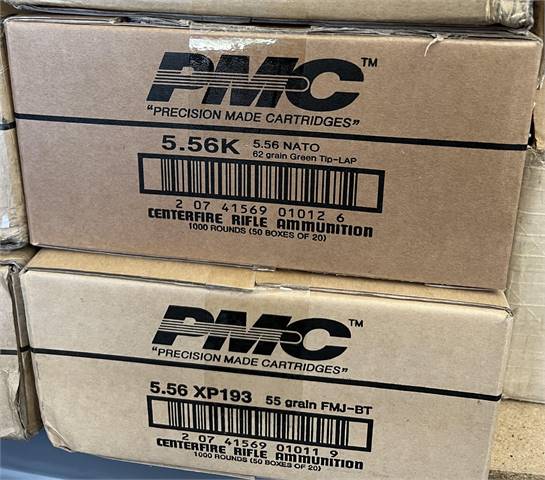 PMC™
"PRECISION MADE CARTRIDGES"
5.56K 5.56 NATO
62 grain Green Tip-LAP
2 07 41569 01012 6
CENTERFIRE RIFLE AMMUNITION
1000 ROUNDS (50 BOXES OF 20)
PMC™
"PRECISION MADE CARTRIDGES"
5.56 XP193 55 grain FMJ-BT
2 07 41569 01011 9
CENTERFIRE RIFLE AMMUNITION
1000 ROUNDS (50 BOXES OF 20)